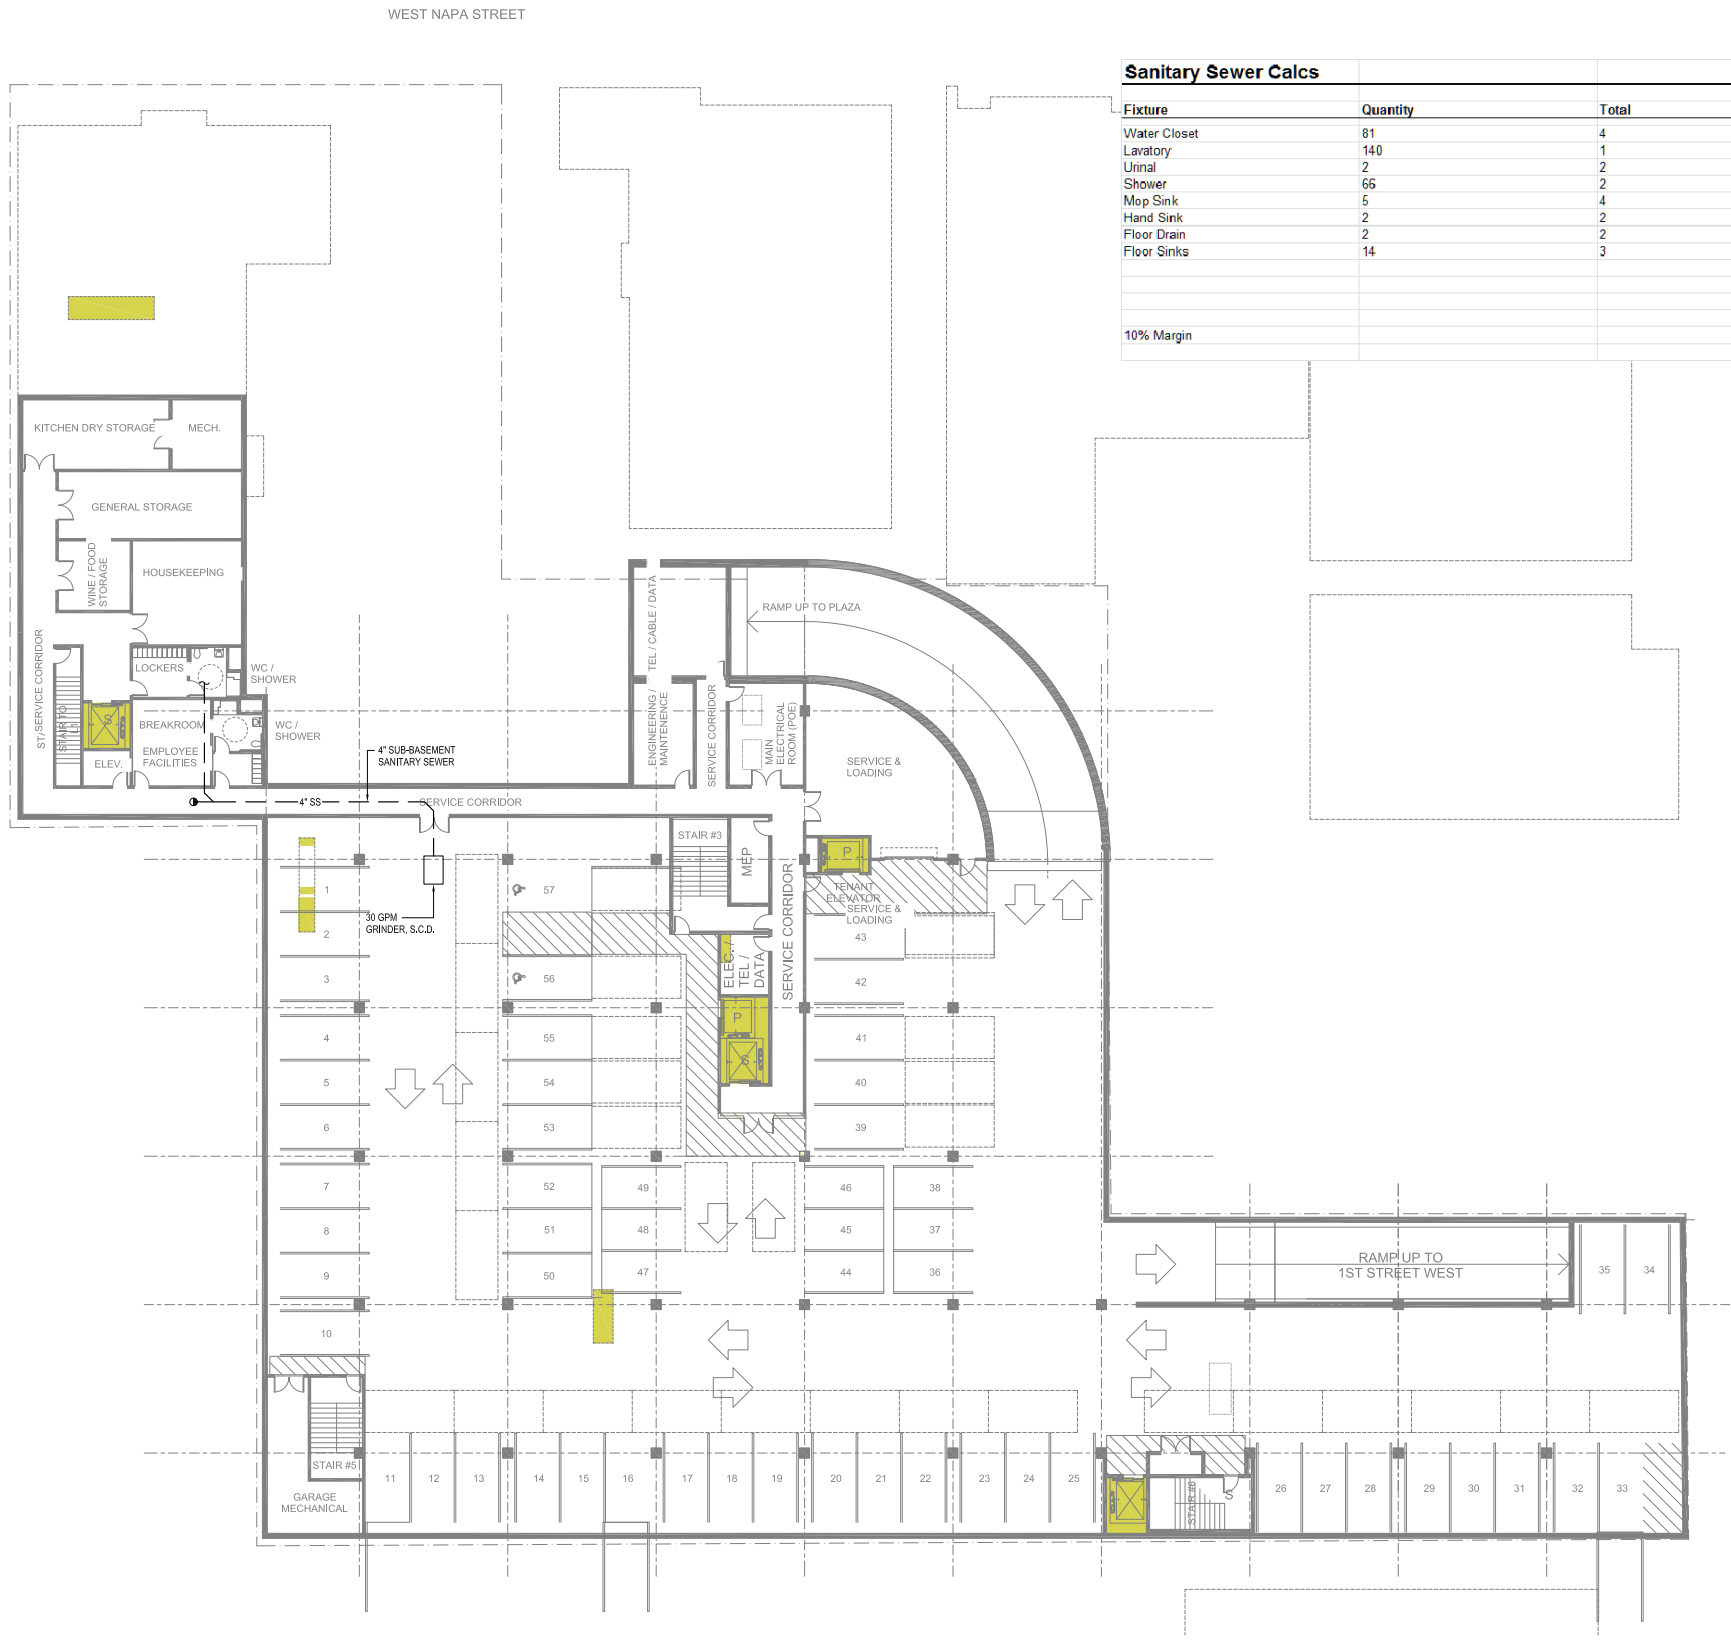 WEST NAPA STREET
Sanitary Sewer Calcs
Fixture Quantity Total
Water Closet 81 4
Lavatory 140 1
Urinal 2 2
Shower 66 2
Mop Sink 5 4
Hand Sink 2 2
Floor Drain 2 2
Floor Sinks 14 3
10% Margin
KITCHEN DRY STORAGE
MECH.
GENERAL STORAGE
WINE / FOOD
STORAGE
HOUSEKEEPING
ST/SERVICE CORRIDOR
LOCKERS
WC /
SHOWER
STAIR TO
L1
S
BREAKROOM
WC /
SHOWER
EMPLOYEE
FACILITIES
ELEV.
4" SUB-BASEMENT
SANITARY SEWER
4" SS
SERVICE CORRIDOR
TEL / CABLE / DATA
ENGINEERING /
MAINTENENCE
SERVICE CORRIDOR
MAIN
ELECTRICAL
ROOM (POE)
RAMP UP TO PLAZA
SERVICE &
LOADING
STAIR #3
MEP
SERVICE CORRIDOR
P
TENANT
ELEVATOR
SERVICE &
LOADING
30 GPM
GRINDER, S.C.D.
ELEC. /
TEL /
DATA
P
S
1
2
3
4
5
6
7
8
9
10
57
56
55
54
53
52
51
50
49
48
47
43
42
41
40
39
46
45
44
38
37
36
RAMP UP TO
1ST STREET WEST
35
34
STAIR #5
GARAGE
MECHANICAL
11
12
13
14
15
16
17
18
19
20
21
22
23
24
25
STAIR #6
S
26
27
28
29
30
31
32
33